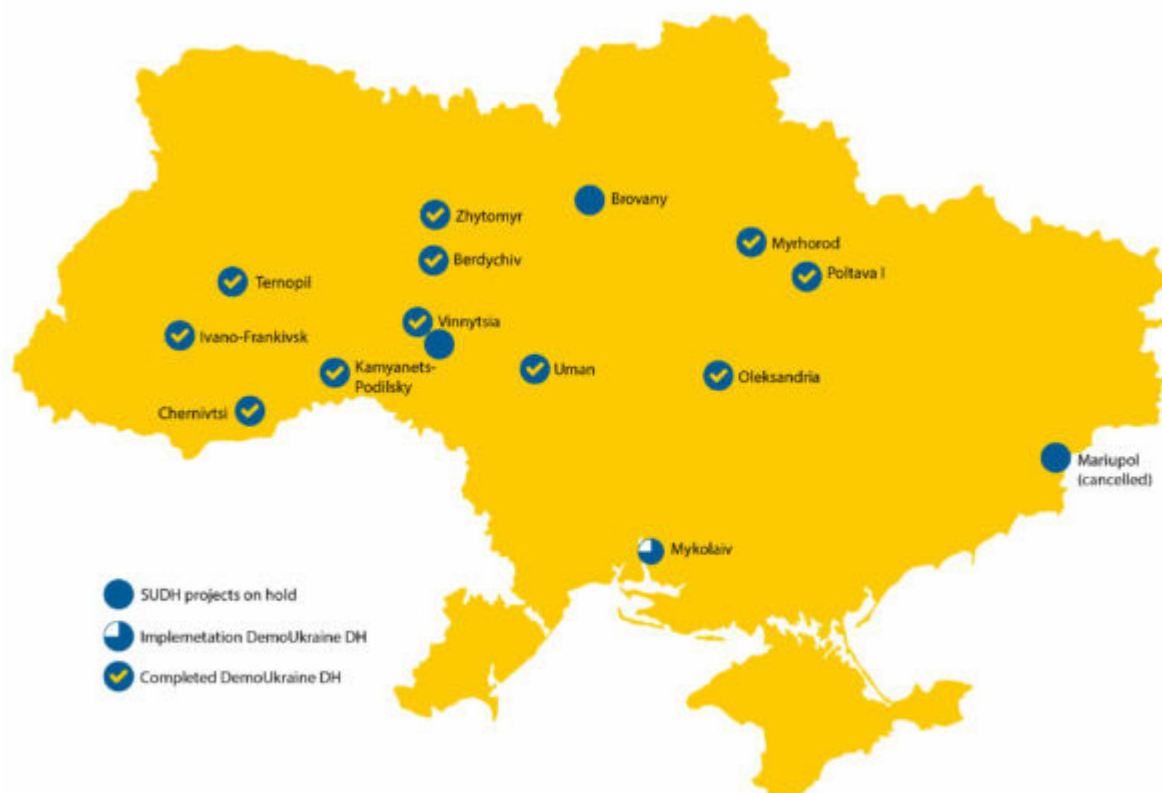 Brovany
Zhytomyr
Myrhorod
Berdychiv
Poltava I
Ternopil
Vinnytsia
Ivano-Frankivsk
Kamyanets-
Podilsky
Uman
Oleksandria
Chernivtsi
Mariupol
(cancelled)
Mykolaiv
SUDH projects on hold
Implemetation DemoUkraine DH
Completed DemoUkraine DH